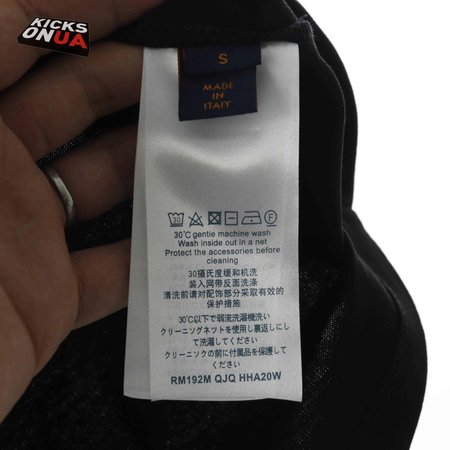 KICKS
ONUA
S
MADE
IN
ITALY
30
F
30°C gentle machine wash
Wash inside out in a net
Protect the accessories before
cleaning
30摄氏度缓和机洗
装入网带反面洗涤
清洗前请对配饰部分采取有效的
保护措施
30℃以下で弱流洗濯機洗い
クリーニングネットを使用し裏返しにし
て洗濯してください
クリーニソクの前に付属品を保護して
ください
RM192M QJQ HHA20W